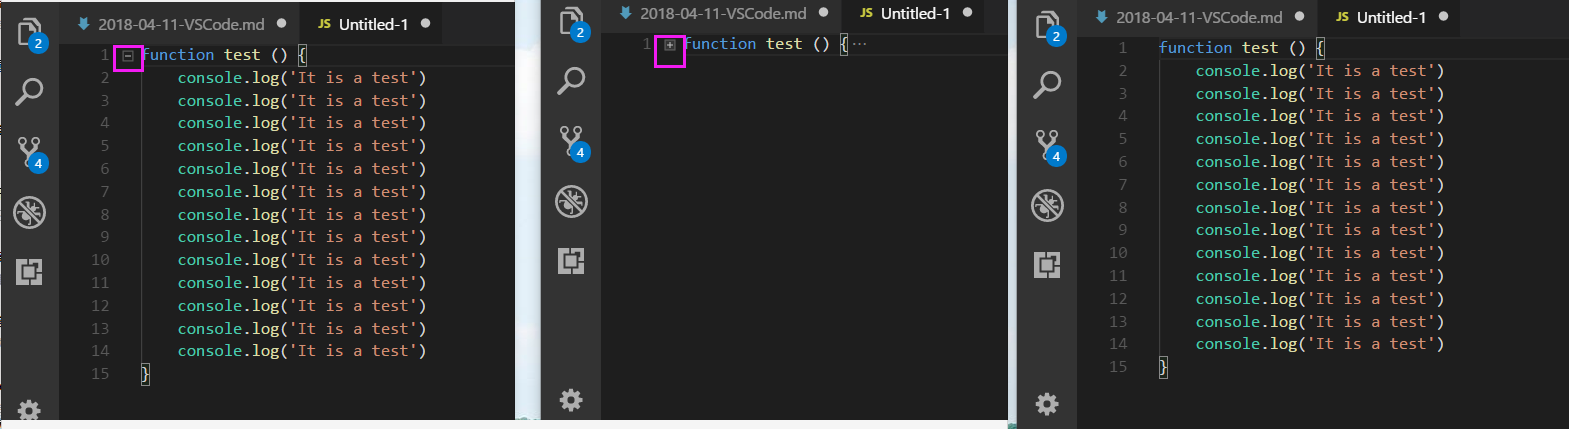 2018-04-11-VSCode.md ● JS Untitled-1 ●
2
4
1 function test () {
2 console.log('It is a test')
3 console.log('It is a test')
4 console.log('It is a test')
5 console.log('It is a test')
6 console.log('It is a test')
7 console.log('It is a test')
8 console.log('It is a test')
9 console.log('It is a test')
10 console.log('It is a test')
11 console.log('It is a test')
12 console.log('It is a test')
13 console.log('It is a test')
14 console.log('It is a test')
15 }
2018-04-11-VSCode.md ● JS Untitled-1 ●
2
4
1 function test () {···
2018-04-11-VSCode.md ● JS Untitled-1 ●
2
4
1 function test () {
2 console.log('It is a test')
3 console.log('It is a test')
4 console.log('It is a test')
5 console.log('It is a test')
6 console.log('It is a test')
7 console.log('It is a test')
8 console.log('It is a test')
9 console.log('It is a test')
10 console.log('It is a test')
11 console.log('It is a test')
12 console.log('It is a test')
13 console.log('It is a test')
14 console.log('It is a test')
15 }